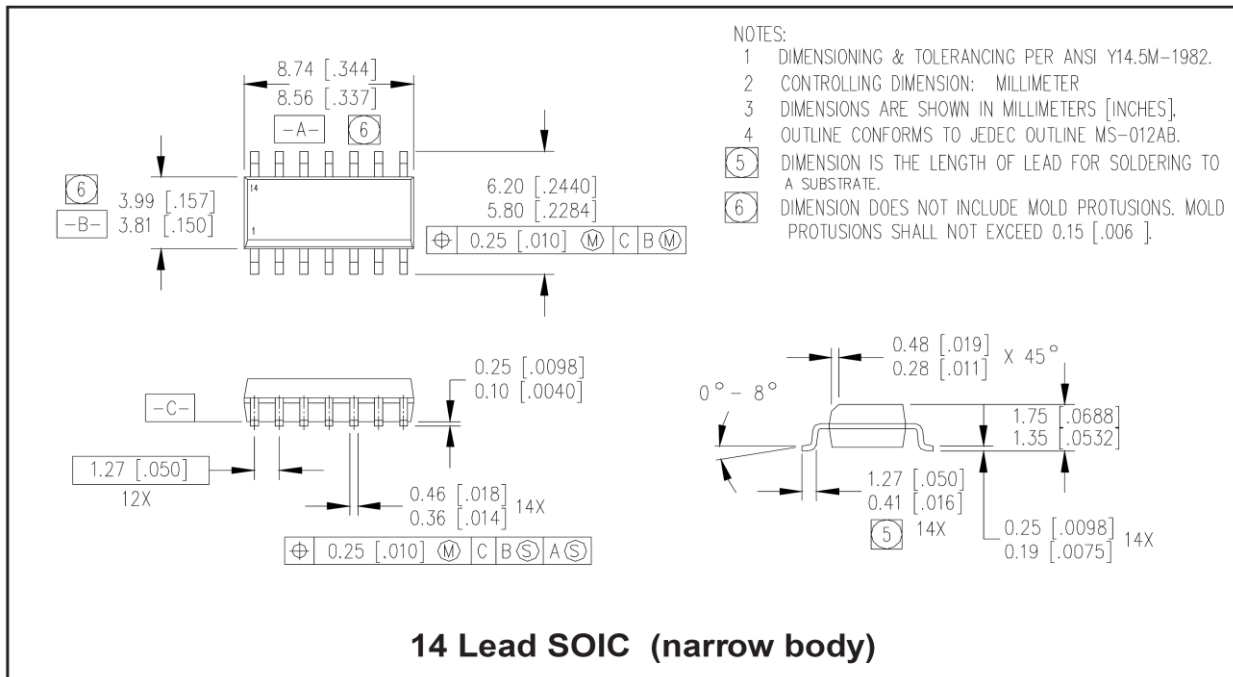 8.74 [.344]
8.56 [.337]
-A- 6
14
1
6
3.99 [.157]
-B- 3.81 [.150]
6.20 [.2440]
5.80 [.2284]
⌖ 0.25 [.010] Ⓜ C B Ⓜ
NOTES:
1 DIMENSIONING & TOLERANCING PER ANSI Y14.5M-1982.
2 CONTROLLING DIMENSION: MILLIMETER
3 DIMENSIONS ARE SHOWN IN MILLIMETERS [INCHES].
4 OUTLINE CONFORMS TO JEDEC OUTLINE MS-012AB.
5 DIMENSION IS THE LENGTH OF LEAD FOR SOLDERING TO
A SUBSTRATE.
6 DIMENSION DOES NOT INCLUDE MOLD PROTUSIONS. MOLD
PROTUSIONS SHALL NOT EXCEED 0.15 [.006 ].
-C-
0.25 [.0098]
0.10 [.0040]
1.27 [.050]
12X
0.46 [.018]
0.36 [.014] 14X
⌖ 0.25 [.010] Ⓜ C B Ⓢ A Ⓢ
0.48 [.019]
0.28 [.011] X 45°
0° - 8°
1.75 [.0688]
1.35 [.0532]
1.27 [.050]
0.41 [.016]
5 14X
0.25 [.0098]
0.19 [.0075] 14X
14 Lead SOIC (narrow body)